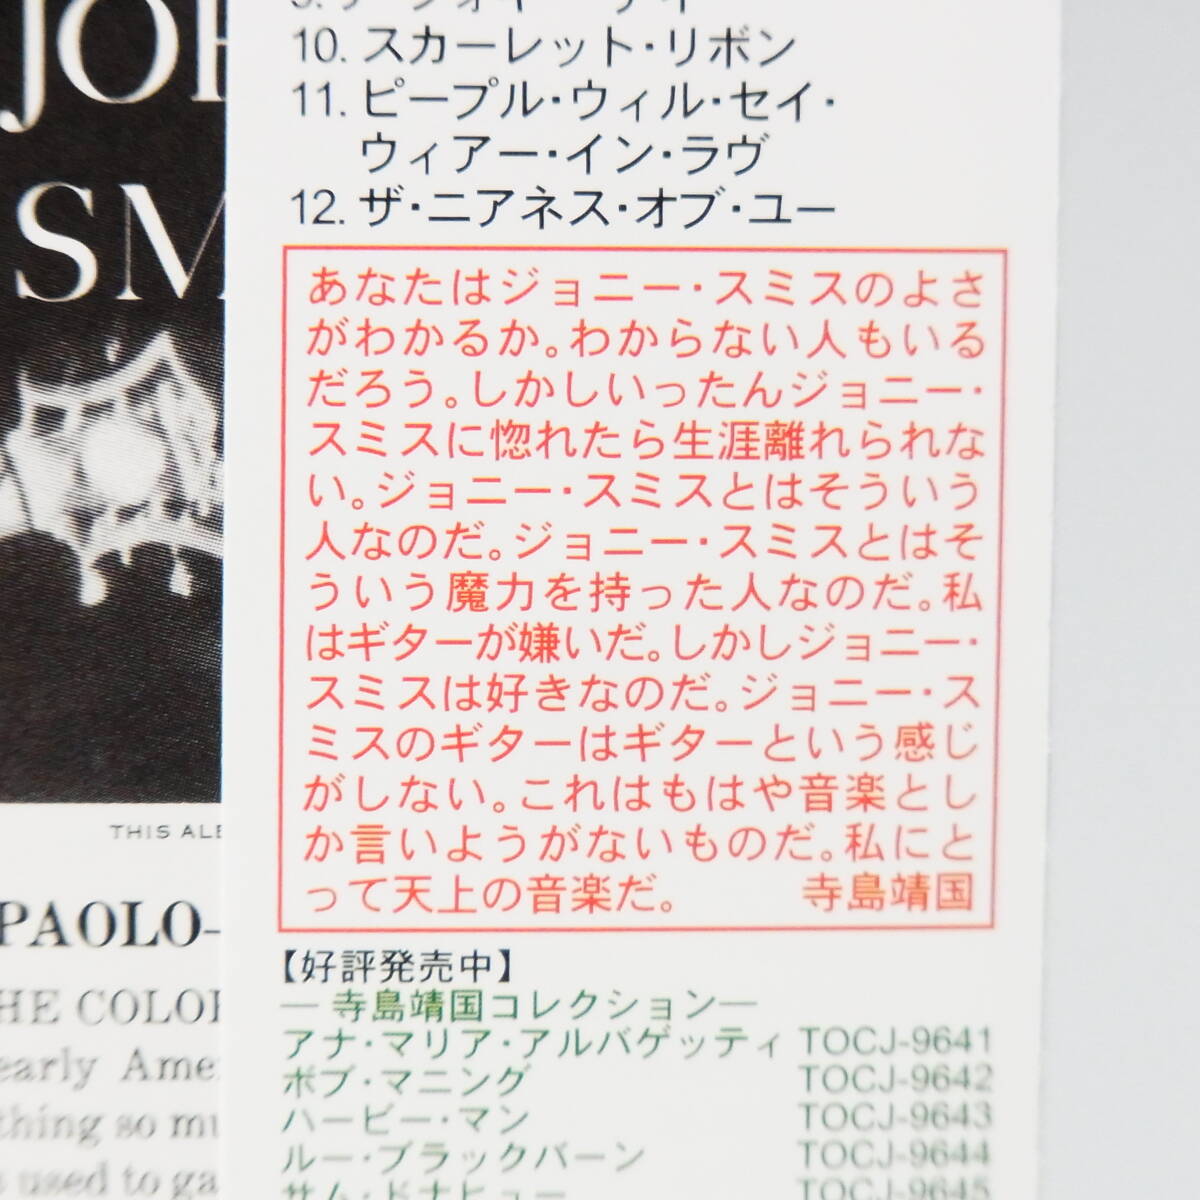 JOH
SM
THIS ALB
PAOLO-
HE COLOR
early Ame
thing so mu
used to ga
10. スカーレット・リボン
11. ピープル・ウィル・セイ・
ウィアー・イン・ラヴ
12. ザ・ニアネス・オブ・ユー
あなたはジョニー・スミスのよさ
がわかるか。わからない人もいる
だろう。しかしいったんジョニー・
スミスに惚れたら生涯離れられな
い。ジョニー・スミスとはそういう
人なのだ。ジョニー・スミスとはそ
ういう魔力を持った人なのだ。私
はギターが嫌いだ。しかしジョニー・
スミスは好きなのだ。ジョニー・ス
ミスのギターはギターという感じ
がしない。これはもはや音楽とし
か言いようがないものだ。私にと
って天上の音楽だ。 寺島靖国
【好評発売中】
― 寺島靖国コレクション―
アナ・マリア・アルバゲッティ TOCJ-9641
ボブ・マニング TOCJ-9642
ハービー・マン TOCJ-9643
ルー・ブラックバーン TOCJ-9644
サム・ドナヒュー TOCJ-9645